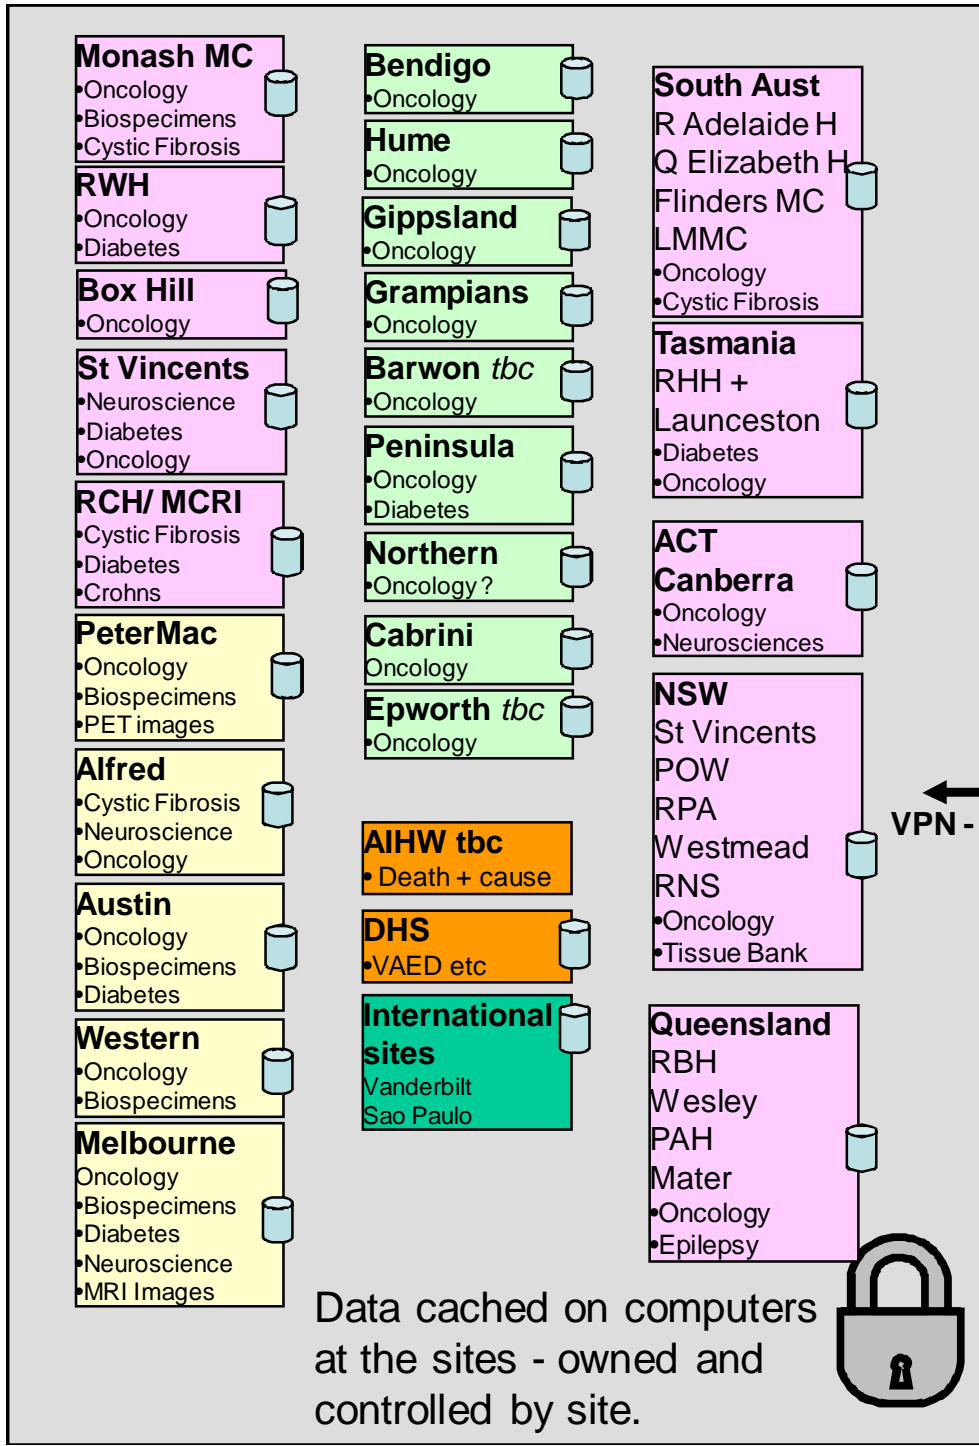 Monash MC
•Oncology
•Biospecimens
•Cystic Fibrosis
RWH
•Oncology
•Diabetes
Box Hill
•Oncology
St Vincents
•Neuroscience
•Diabetes
•Oncology
RCH/ MCRI
•Cystic Fibrosis
•Diabetes
•Crohns
PeterMac
•Oncology
•Biospecimens
•PET images
Alfred
•Cystic Fibrosis
•Neuroscience
•Oncology
Austin
•Oncology
•Biospecimens
•Diabetes
Western
•Oncology
•Biospecimens
Melbourne
Oncology
•Biospecimens
•Diabetes
•Neuroscience
•MRI Images
Bendigo
•Oncology
Hume
•Oncology
Gippsland
•Oncology
Grampians
•Oncology
Barwon tbc
•Oncology
Peninsula
•Oncology
•Diabetes
Northern
•Oncology?
Cabrini
Oncology
Epworth tbc
•Oncology
AIHW tbc
• Death + cause
DHS
•VAED etc
International
sites
Vanderbilt
Sao Paulo
South Aust
R Adelaide H
Q Elizabeth H
Flinders MC
LMMC
•Oncology
•Cystic Fibrosis
Tasmania
RHH +
Launceston
•Diabetes
•Oncology
ACT
Canberra
•Oncology
•Neurosciences
NSW
St Vincents
POW
RPA
Westmead
RNS
•Oncology
•Tissue Bank
VPN -
Queensland
RBH
Wesley
PAH
Mater
•Oncology
•Epilepsy
Data cached on computers
at the sites - owned and
controlled by site.